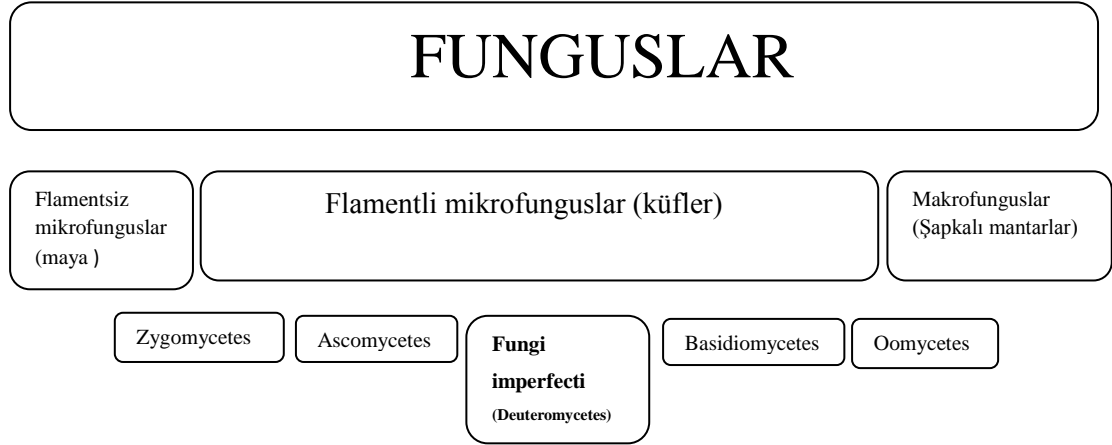 FUNGUSLAR
Flamentsiz
mikrofunguslar
(maya )
Flamentli mikrofunguslar (küfler)
Makrofunguslar
(Şapkalı mantarlar)
Zygomycetes
Ascomycetes
Fungi
imperfecti
(Deuteromycetes)
Basidiomycetes
Oomycetes